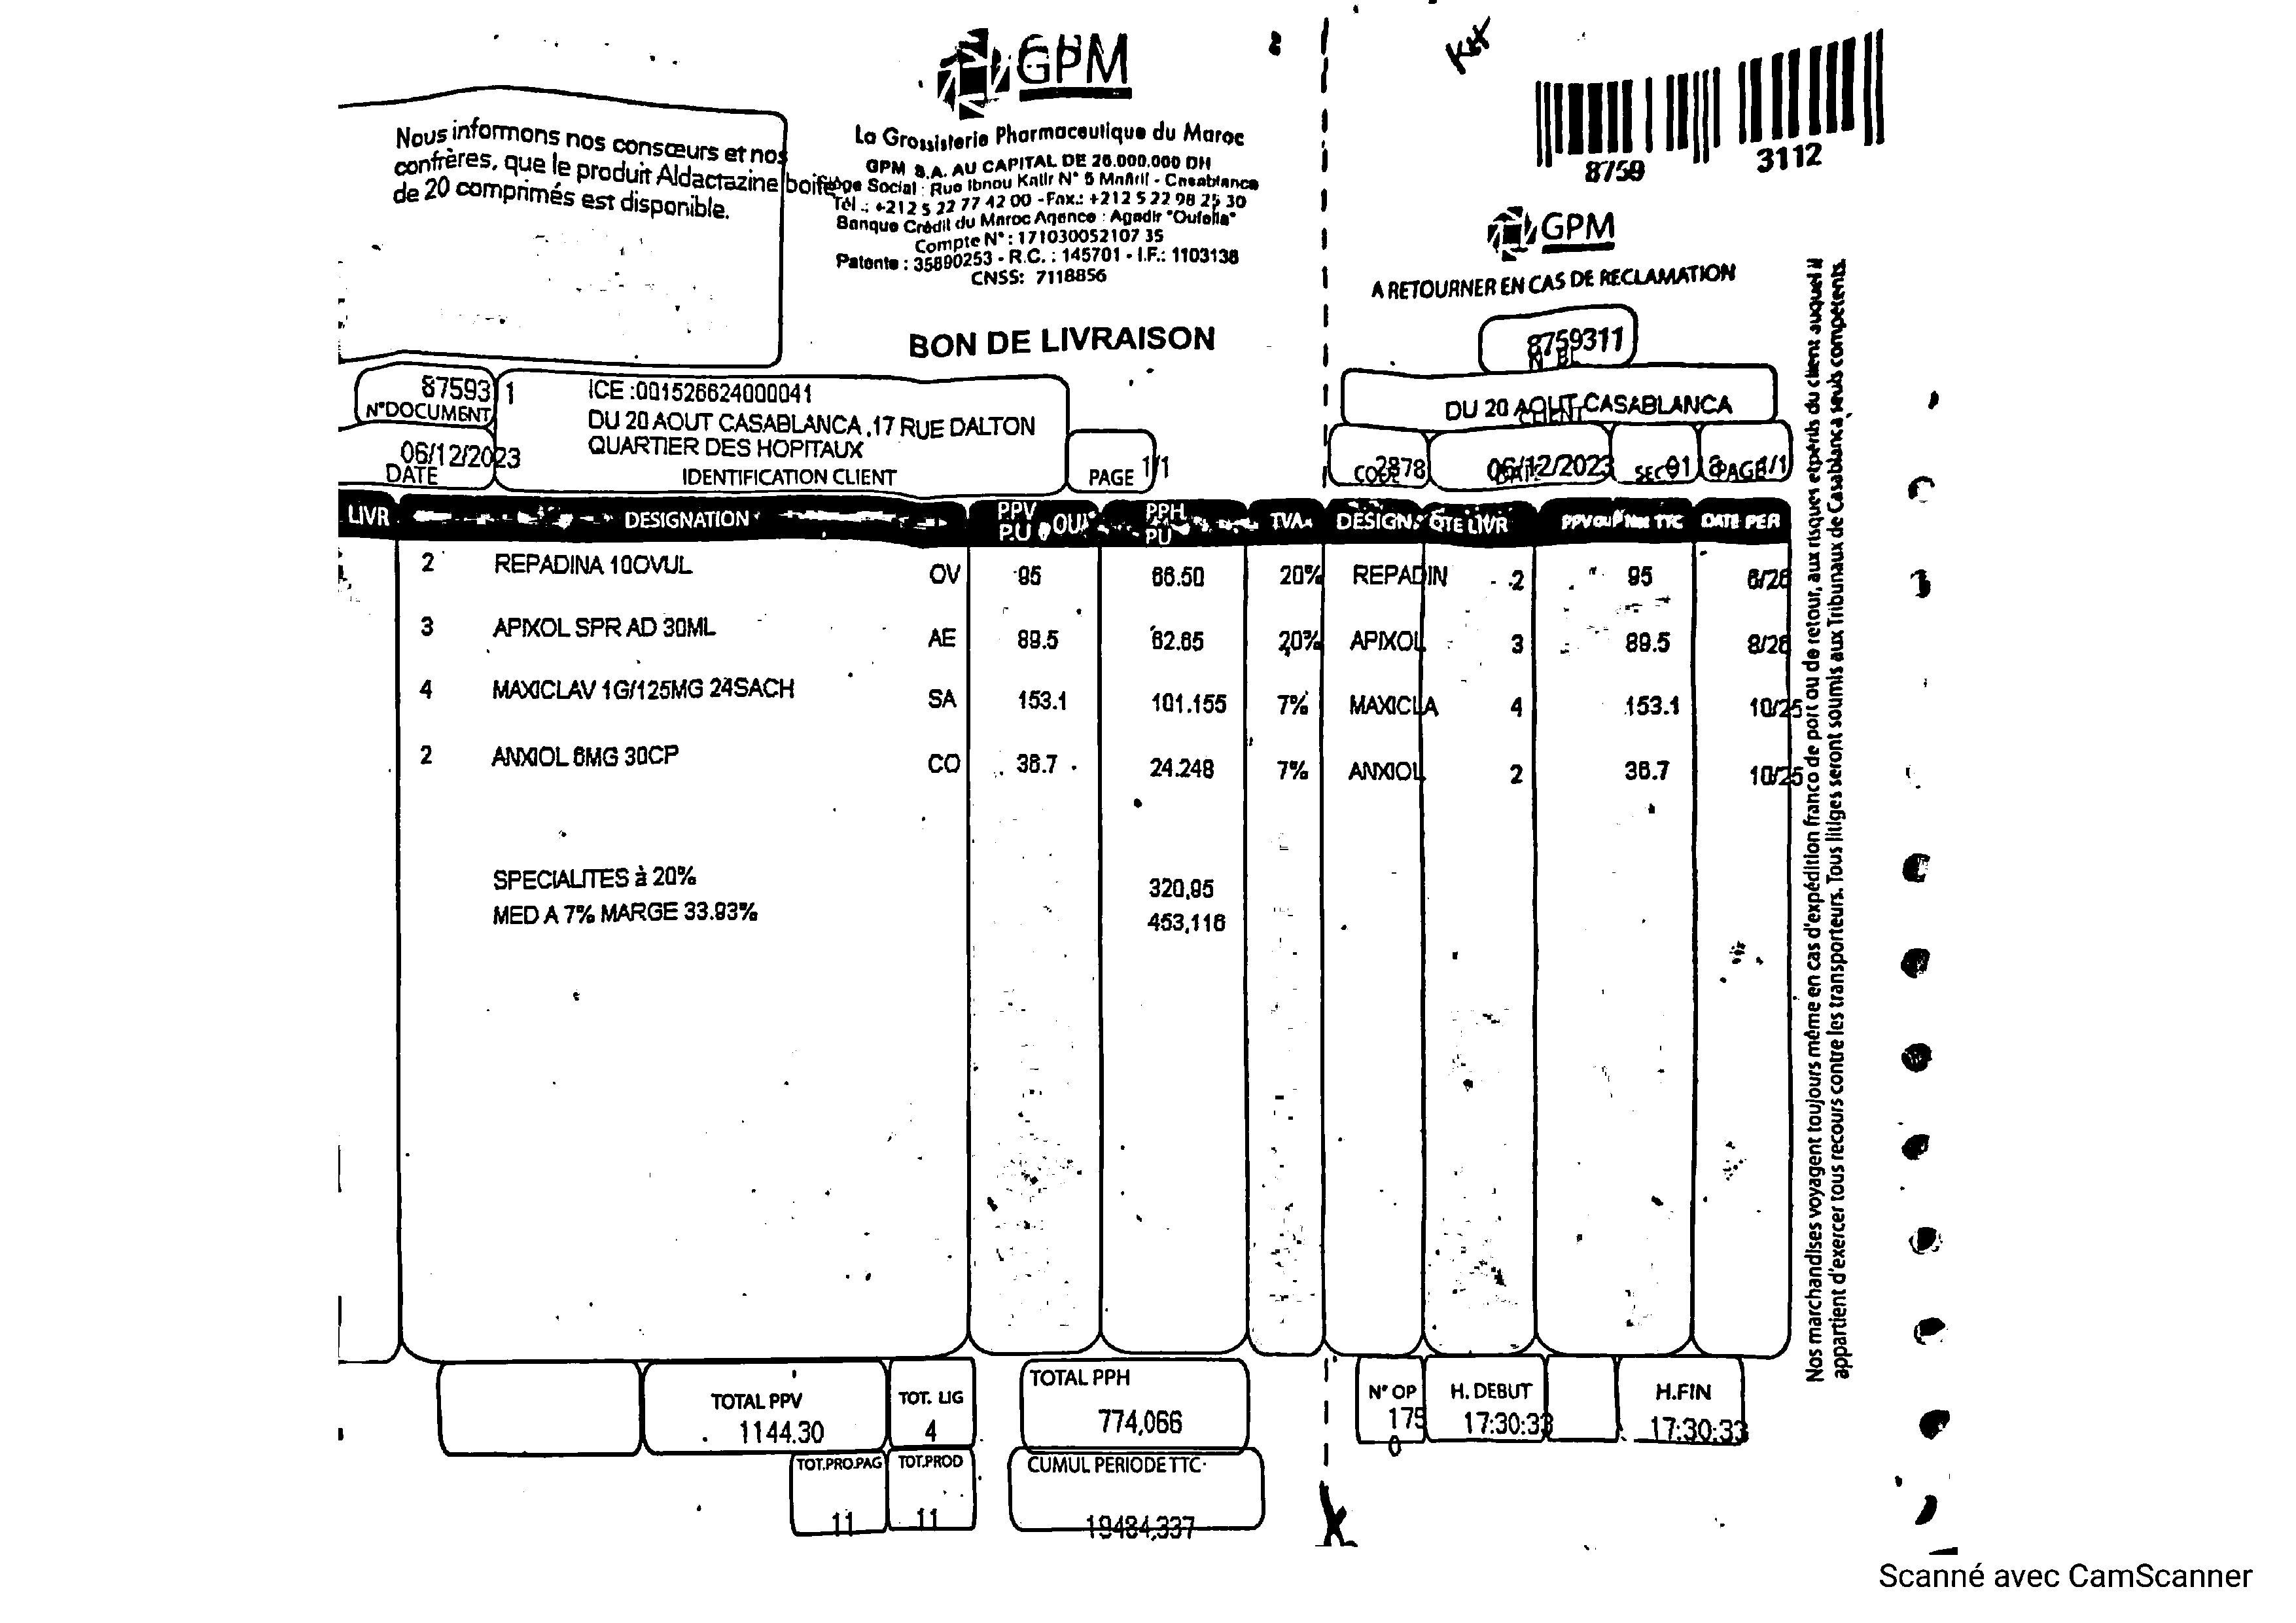 GPM
La Grossisterie Pharmaceutique du Maroc
GPM S.A. AU CAPITAL DE 26.000.000 DH
Social : Rue Ibnou Katir N° 5 Maârif - Casablanca
Tél .: +212 5 22 77 42 00 - Fax.: +212 5 22 98 25 30
Banque Crédit du Maroc Agence : Agadir "Oufella"
Compte N° : 171030052107 35
Patente : 35890253 - R.C. : 145701 - I.F.: 1103138
CNSS: 7118856
Nous informons nos consœurs et nos
confrères, que le produit Aldactazine boite
de 20 comprimés est disponible.
BON DE LIVRAISON
8759 3112
GPM
A RETOURNER EN CAS DE RECLAMATION
8759311
N° BL
DU 20 AOUT CASABLANCA
CLIENT
87593 1
N°DOCUMENT
06/12/2023
DATE
ICE :001526624000041
DU 20 AOUT CASABLANCA ,17 RUE DALTON
QUARTIER DES HOPITAUX
IDENTIFICATION CLIENT
PAGE 1/1
CODE 2878
06/12/2023
SEC 01
PAGE 1/1
LIVR DESIGNATION PPV OU P.U PPH PU TVA DESIGN. QTE LIVR PPV ou TTC DATE PER
2 REPADINA 10OVUL OV 95 66.50 20% REPADIN 2 95 6/26
3 APIXOL SPR AD 30ML AE 89.5 62.65 20% APIXOL 3 89.5 8/26
4 MAXICLAV 1G/125MG 24SACH SA 153.1 101.155 7% MAXICLA 4 153.1 10/25
2 ANXIOL 6MG 30CP CO 36.7 24.248 7% ANXIOL 2 36.7 10/25
SPECIALITES à 20% 320,95
MED A 7% MARGE 33.93% 453,116
TOTAL PPV
1144.30
TOT. LIG
4
TOTAL PPH
774,066
N° OP
1750
H. DEBUT
17:30:33
H.FIN
17:30:33
TOT.PRO.PAG
11
TOT.PROD
11
CUMUL PERIODE TTC
19484,337
Nos marchandises voyagent toujours même en cas d'expédition franco de port ou de retour, aux risques et périls du client auquel il
appartient d'exercer tous recours contre les transporteurs. Tous litiges seront soumis aux Tribunaux de Casablanca seuls compétents.
Scanné avec CamScanner